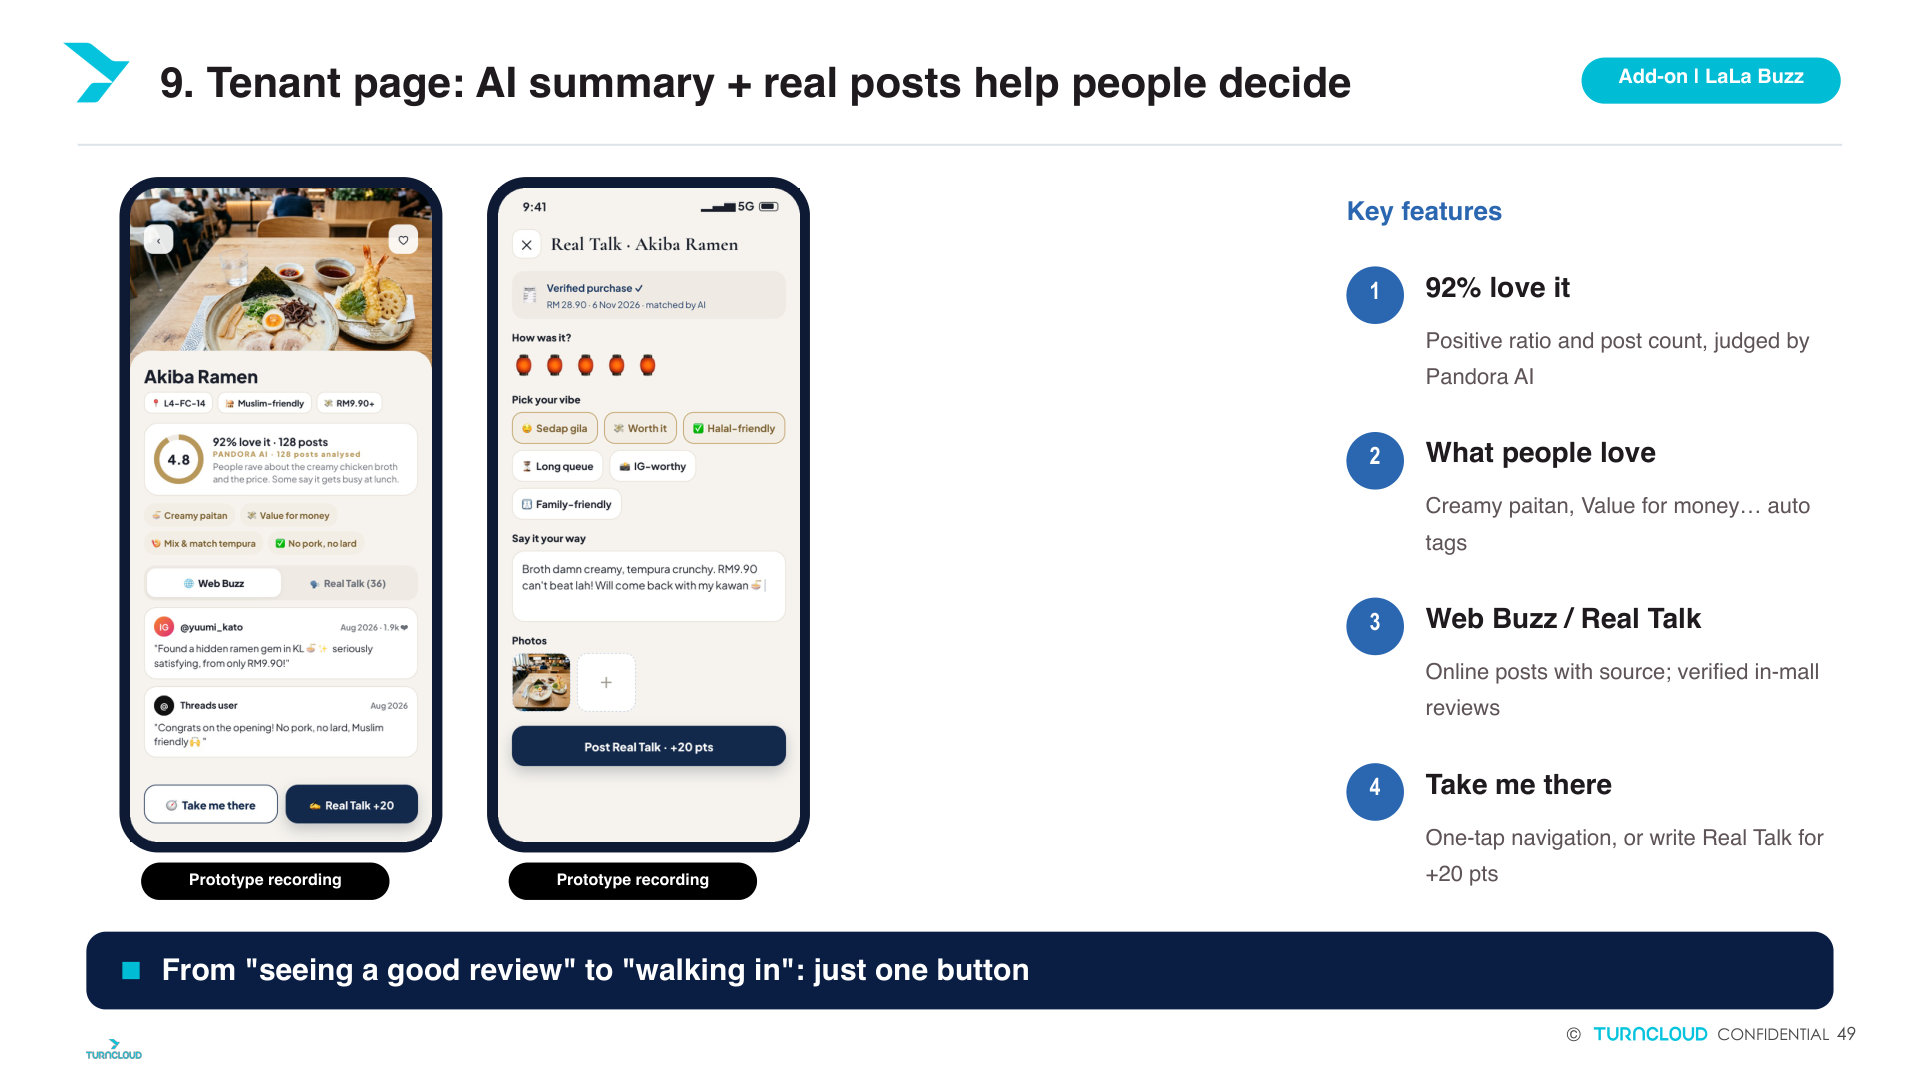 9. Tenant page: AI summary + real posts help people decide
Add-on | LaLa Buzz
Akiba Ramen
L4-FC-14
Muslim-friendly
RM9.90+
4.8
92% love it · 128 posts
PANDORA AI · 128 posts analysed
People rave about the creamy chicken broth
and the price. Some say it gets busy at lunch.
Creamy paitan
Value for money
Mix & match tempura
No pork, no lard
Web Buzz
Real Talk (36)
IG
@yuumi_kato
Aug 2026 · 1.9k ❤
"Found a hidden ramen gem in KL 🍜✨ seriously
satisfying, from only RM9.90!"
@
Threads user
Aug 2026
"Congrats on the opening! No pork, no lard, Muslim
friendly 🙌"
Take me there
Real Talk +20
Prototype recording
9:41
5G
Real Talk · Akiba Ramen
Verified purchase ✓
RM 28.90 · 6 Nov 2026 · matched by AI
How was it?
Pick your vibe
Sedap gila
Worth it
Halal-friendly
Long queue
IG-worthy
Family-friendly
Say it your way
Broth damn creamy, tempura crunchy. RM9.90
can't beat lah! Will come back with my kawan 🍜
Photos
+
Post Real Talk · +20 pts
Prototype recording
Key features
1
92% love it
Positive ratio and post count, judged by
Pandora AI
2
What people love
Creamy paitan, Value for money… auto
tags
3
Web Buzz / Real Talk
Online posts with source; verified in-mall
reviews
4
Take me there
One-tap navigation, or write Real Talk for
+20 pts
From "seeing a good review" to "walking in": just one button
TURNCLOUD
© TURNCLOUD CONFIDENTIAL 49